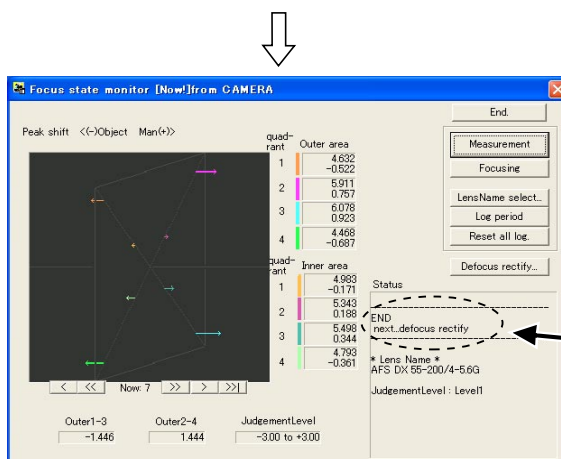 Focus state monitor [Now!]from CAMERA
End.
Peak shift <(-)Object Man(+)>
quad-
rant
Outer area
1 4.632
-0.522
2 5.911
0.757
3 6.078
0.923
4 4.468
-0.687
quad-
rant
Inner area
1 4.983
-0.171
2 5.343
0.188
3 5.498
0.344
4 4.793
-0.361
< << Now: 7 >> > >>|
Outer1-3 Outer2-4 JudgementLevel
-1.446 1.444 -3.00 to +3.00
Measurement
Focusing
LensName select...
Log period
Reset all log.
Defocus rectify...
Status
END
next...defocus rectify
* Lens Name *
AFS DX 55-200/4-5.6G
JudgementLevel : Level1